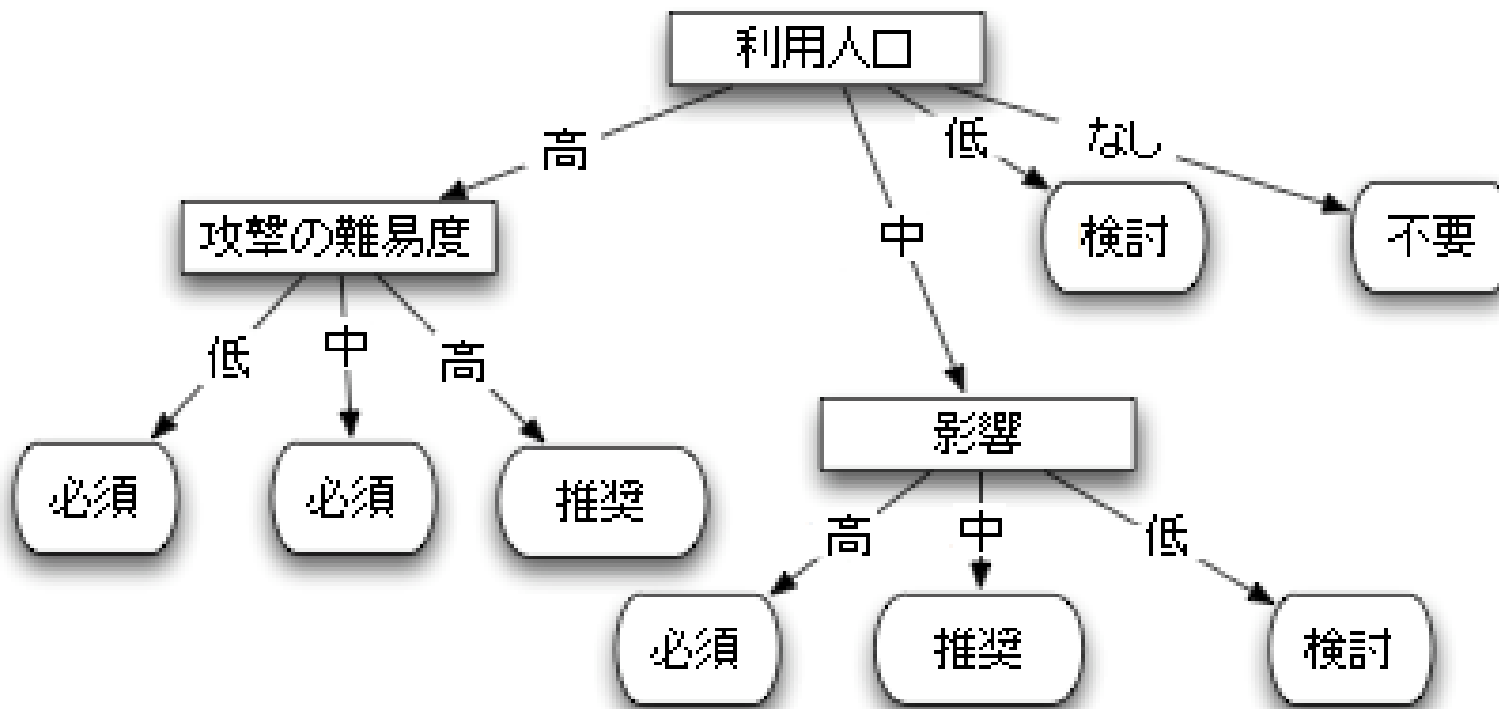 利用人口
高
中
低
なし
攻撃の難易度
検討
不要
低
中
高
影響
必須
必須
推奨
高
中
低
必須
推奨
検討